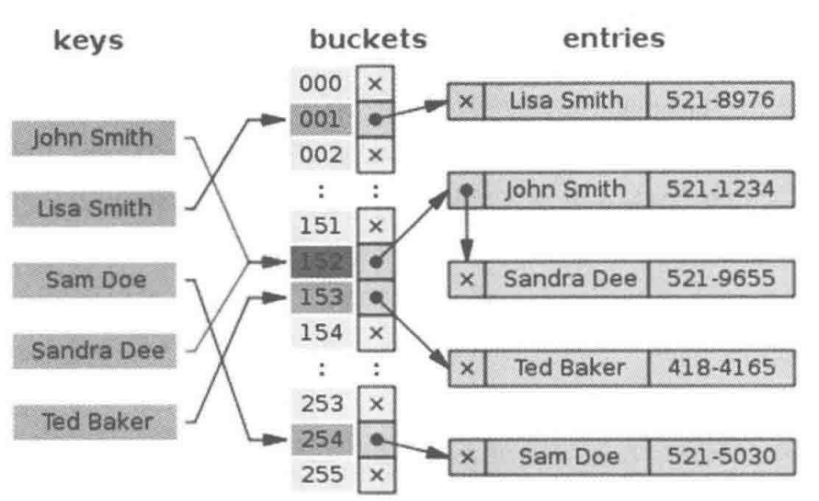 keys buckets entries
000 ×
001
002 ×
: :
151 ×
152
153
154 ×
: :
253 ×
254
255 ×
John Smith
Lisa Smith
Sam Doe
Sandra Dee
Ted Baker
× Lisa Smith 521-8976
John Smith 521-1234
× Sandra Dee 521-9655
× Ted Baker 418-4165
× Sam Doe 521-5030